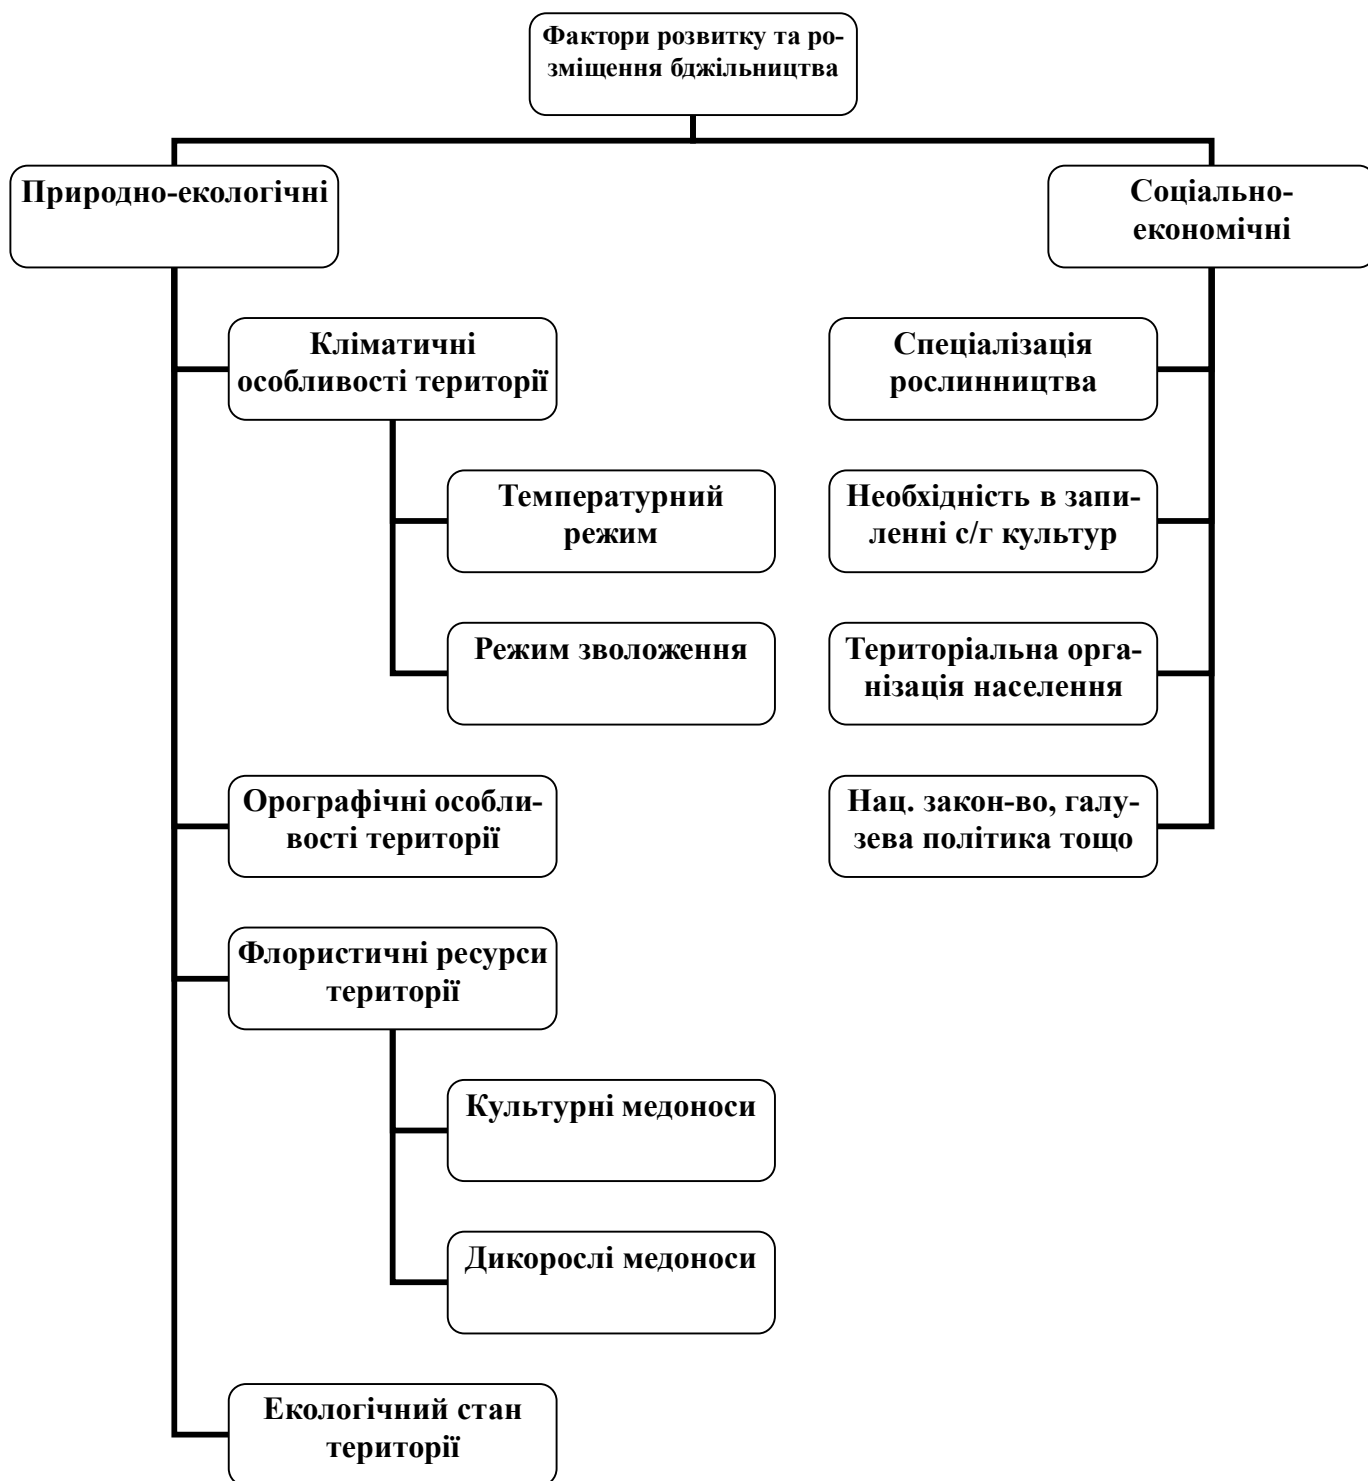 Фактори розвитку та ро-
зміщення бджільництва
Природно-екологічні
Соціально-
економічні
Кліматичні
особливості території
Спеціалізація
рослинництва
Температурний
режим
Необхідність в запи-
ленні с/г культур
Режим зволоження
Територіальна орга-
нізація населення
Орографічні особли-
вості території
Нац. закон-во, галу-
зева політика тощо
Флористичні ресурси
території
Культурні медоноси
Дикорослі медоноси
Екологічний стан
території